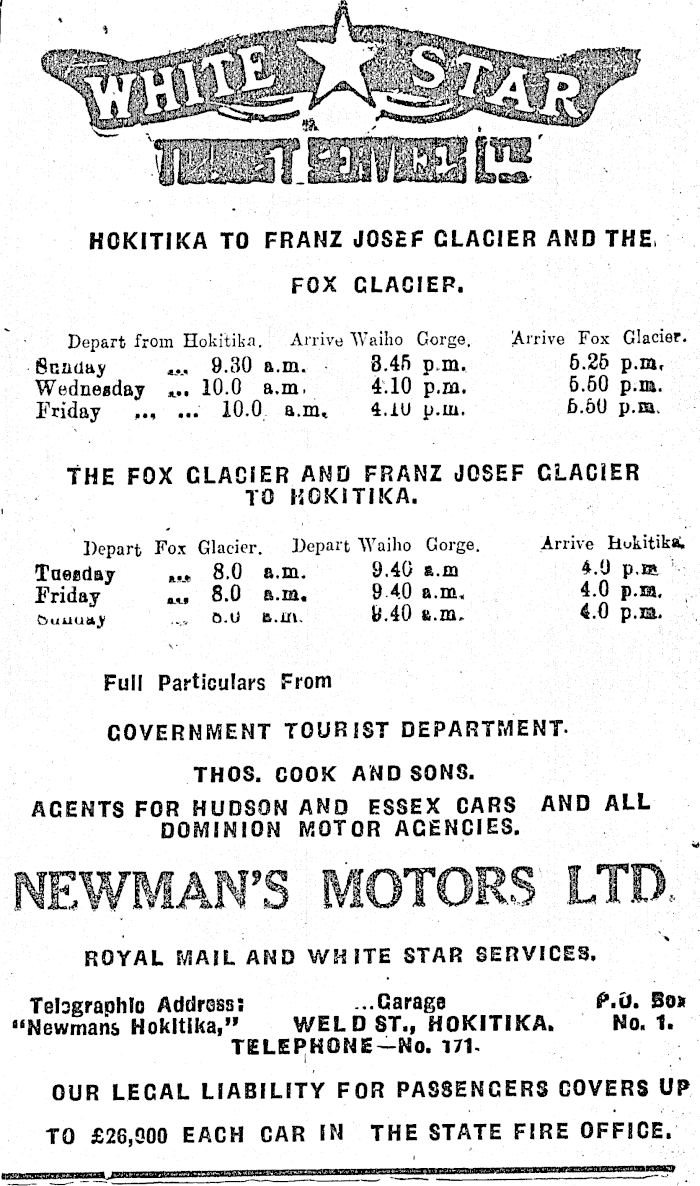 WHITE STAR
HOKITIKA TO FRANZ JOSEF GLACIER AND THE
FOX GLACIER.
Depart from Hokitika. Arrive Waiho Gorge. Arrive Fox Glacier.
Sunday ... 9.30 a.m. 3.45 p.m. 5.25 p.m.
Wednesday ... 10.0 a.m. 4.10 p.m. 5.50 p.m.
Friday ... ... 10.0 a.m. 4.10 p.m. 5.50 p.m.
THE FOX GLACIER AND FRANZ JOSEF GLACIER
TO HOKITIKA.
Depart Fox Glacier. Depart Waiho Gorge. Arrive Hokitika.
Tuesday ... 8.0 a.m. 9.40 a.m 4.0 p.m
Friday ... 8.0 a.m. 9.40 a.m. 4.0 p.m.
Sunday ... 8.0 a.m. 9.40 a.m. 4.0 p.m.
Full Particulars From
GOVERNMENT TOURIST DEPARTMENT.
THOS. COOK AND SONS.
AGENTS FOR HUDSON AND ESSEX CARS AND ALL
DOMINION MOTOR AGENCIES.
NEWMAN'S MOTORS LTD.
ROYAL MAIL AND WHITE STAR SERVICES.
Telegraphic Address: ...Garage P.O. Box
"Newmans Hokitika," WELD ST., HOKITIKA. No. 1.
TELEPHONE—No. 171.
OUR LEGAL LIABILITY FOR PASSENGERS COVERS UP
TO £26,000 EACH CAR IN THE STATE FIRE OFFICE.